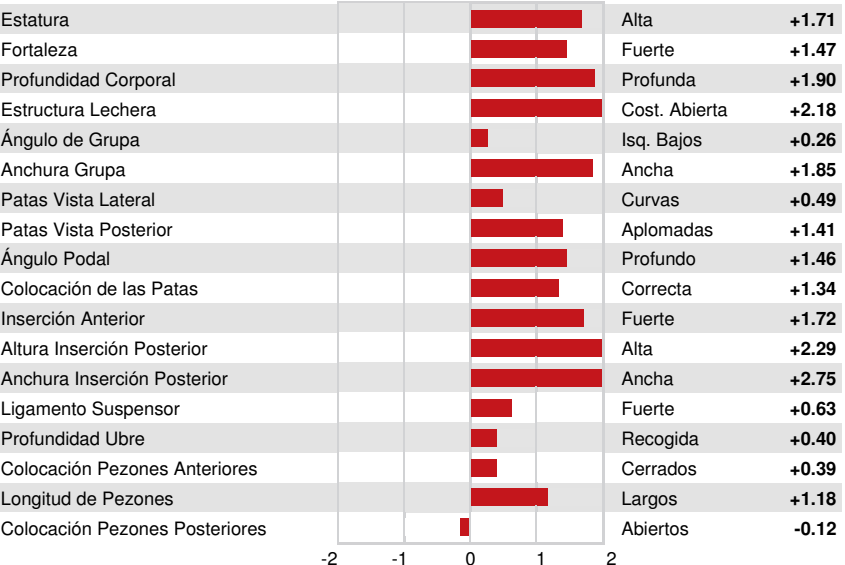 Estatura Alta +1.71
Fortaleza Fuerte +1.47
Profundidad Corporal Profunda +1.90
Estructura Lechera Cost. Abierta +2.18
Ángulo de Grupa Isq. Bajos +0.26
Anchura Grupa Ancha +1.85
Patas Vista Lateral Curvas +0.49
Patas Vista Posterior Aplomadas +1.41
Ángulo Podal Profundo +1.46
Colocación de las Patas Correcta +1.34
Inserción Anterior Fuerte +1.72
Altura Inserción Posterior Alta +2.29
Anchura Inserción Posterior Ancha +2.75
Ligamento Suspensor Fuerte +0.63
Profundidad Ubre Recogida +0.40
Colocación Pezones Anteriores Cerrados +0.39
Longitud de Pezones Largos +1.18
Colocación Pezones Posteriores Abiertos -0.12
-2 -1 0 1 2